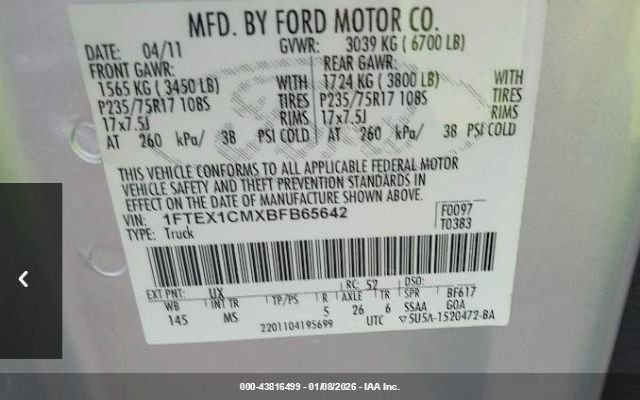 MFD. BY FORD MOTOR CO.
DATE: 04/11 GVWR: 3039 KG ( 6700 LB)
FRONT GAWR: REAR GAWR:
1565 KG ( 3450 LB) WITH 1724 KG ( 3800 LB) WITH
P235/75R17 108S TIRES P235/75R17 108S TIRES
17x7.5J RIMS 17x7.5J RIMS
AT 260 kPa/ 38 PSI COLD AT 260 kPa/ 38 PSI COLD
THIS VEHICLE CONFORMS TO ALL APPLICABLE FEDERAL MOTOR
VEHICLE SAFETY AND THEFT PREVENTION STANDARDS IN
EFFECT ON THE DATE OF MANUFACTURE SHOWN ABOVE.
VIN: 1FTEX1CMXBFB65642 F0097
TYPE: Truck T0383
EXT PNT: UX RC: 52 DSO:
WB INT TR TP/PS R AXLE TR SPR BF617
145 MS 5 26 6 SSAA GOA
2201104195699 UTC ▽SU5A-1520472-BA
000-43816499 - 01/08/2026 - IAA Inc.